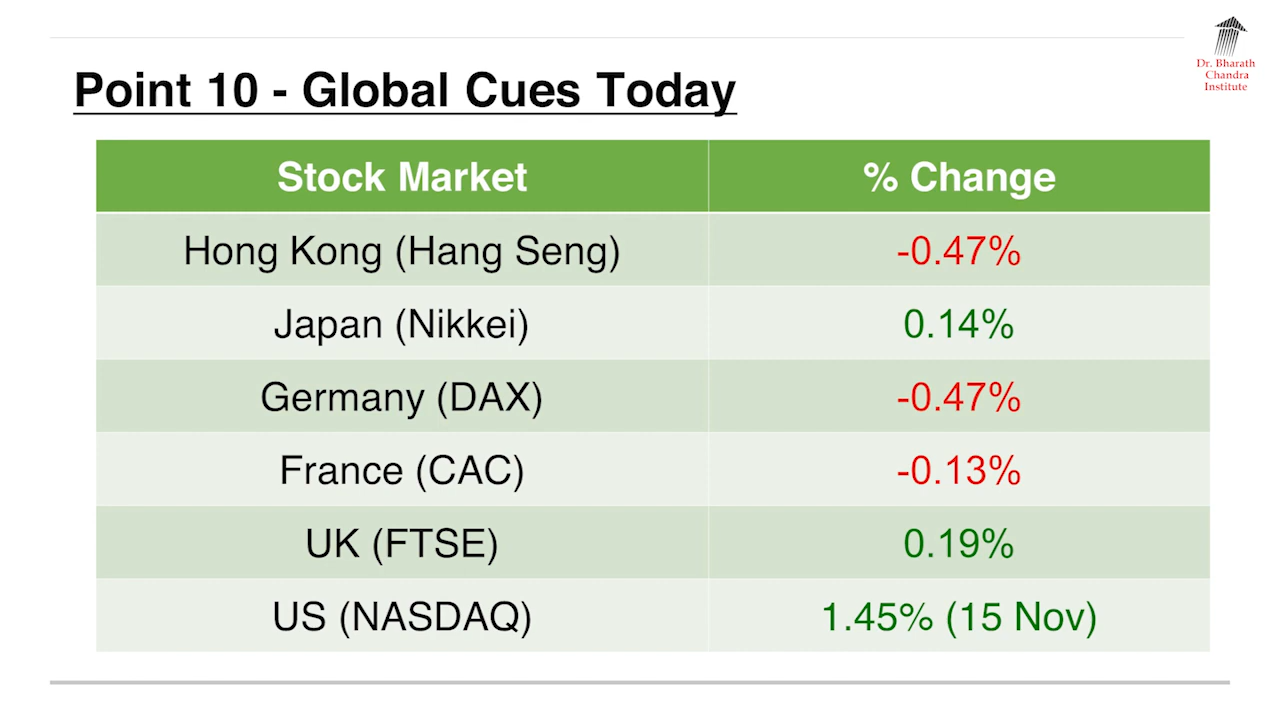 Dr. Bharath
Chandra
Institute
Point 10 - Global Cues Today
Stock Market % Change
Hong Kong (Hang Seng) -0.47%
Japan (Nikkei) 0.14%
Germany (DAX) -0.47%
France (CAC) -0.13%
UK (FTSE) 0.19%
US (NASDAQ) 1.45% (15 Nov)